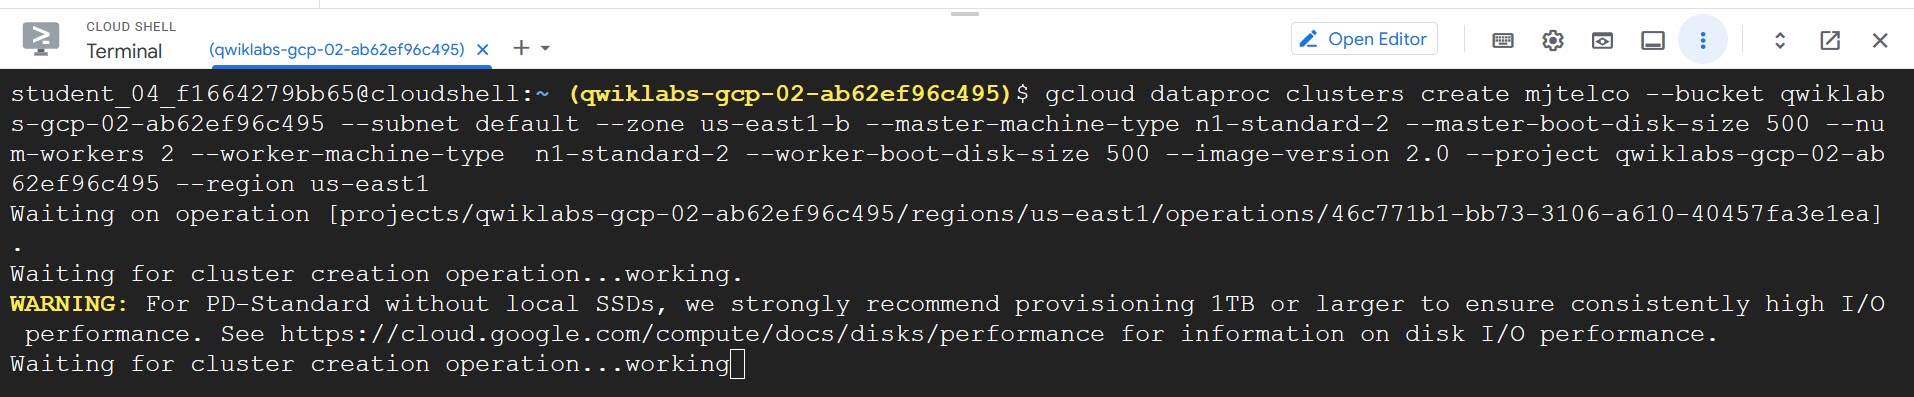 CLOUD SHELL
Terminal
(qwiklabs-gcp-02-ab62ef96c495)
Open Editor
student_04_f1664279bb65@cloudshell:~ (qwiklabs-gcp-02-ab62ef96c495)$ gcloud dataproc clusters create mjtelco --bucket qwiklab
s-gcp-02-ab62ef96c495 --subnet default --zone us-east1-b --master-machine-type n1-standard-2 --master-boot-disk-size 500 --nu
m-workers 2 --worker-machine-type  n1-standard-2 --worker-boot-disk-size 500 --image-version 2.0 --project qwiklabs-gcp-02-ab
62ef96c495 --region us-east1
Waiting on operation [projects/qwiklabs-gcp-02-ab62ef96c495/regions/us-east1/operations/46c771b1-bb73-3106-a610-40457fa3e1ea]
.
Waiting for cluster creation operation...working.
WARNING: For PD-Standard without local SSDs, we strongly recommend provisioning 1TB or larger to ensure consistently high I/O
 performance. See https://cloud.google.com/compute/docs/disks/performance for information on disk I/O performance.
Waiting for cluster creation operation...working